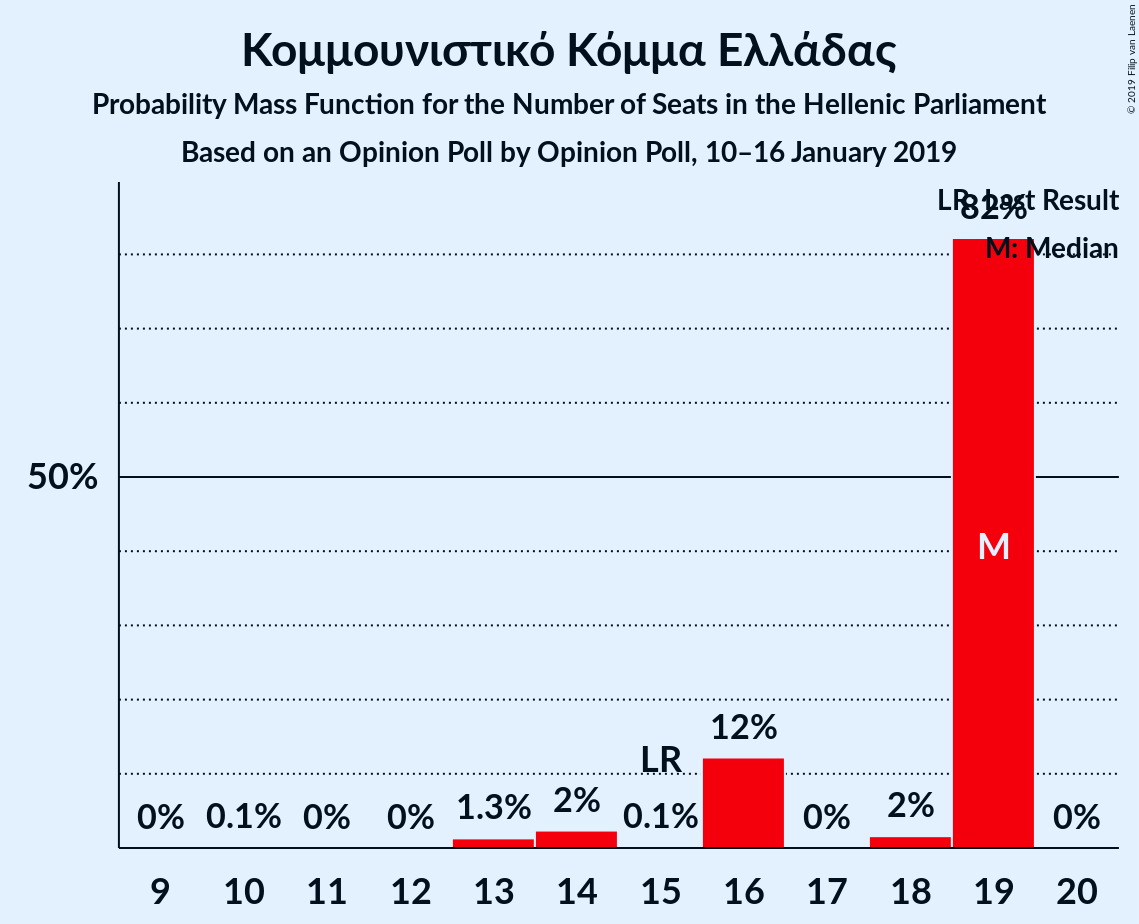 Κομμουνιστικό Κόμμα Ελλάδας
Probability Mass Function for the Number of Seats in the Hellenic Parliament
Based on an Opinion Poll by Opinion Poll, 10–16 January 2019
© 2019 Filip van Laenen
LR: Last Result
82%
M: Median
50%
M
12%
LR
0% 0.1% 0% 0% 1.3% 2% 0.1% 0% 2% 0%
9 10 11 12 13 14 15 16 17 18 19 20